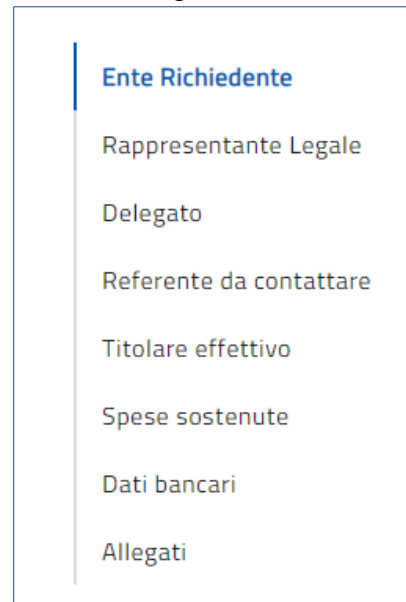 Ente Richiedente
Rappresentante Legale
Delegato
Referente da contattare
Titolare effettivo
Spese sostenute
Dati bancari
Allegati